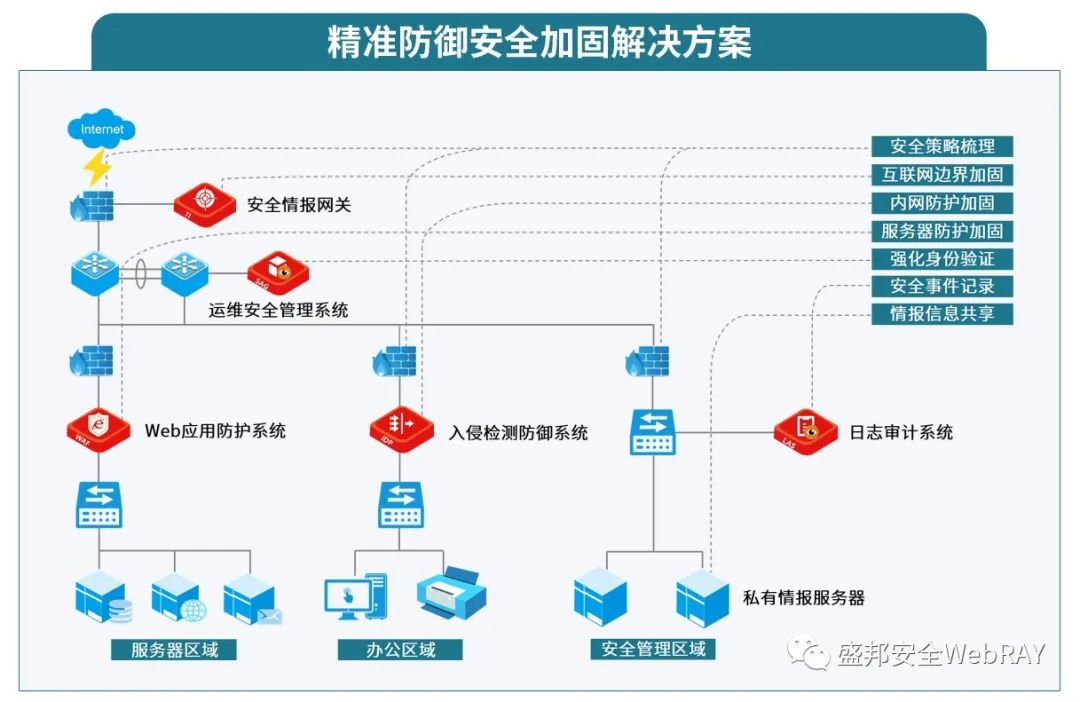 精准防御安全加固解决方案
Internet
安全策略梳理
互联网边界加固
TI
安全情报网关
内网防护加固
服务器防护加固
强化身份验证
SAG
安全事件记录
运维安全管理系统
情报信息共享
WAF
Web应用防护系统
IDP
入侵检测防御系统
LAS
日志审计系统
私有情报服务器
服务器区域
办公区域
安全管理区域
盛邦安全WebRAY